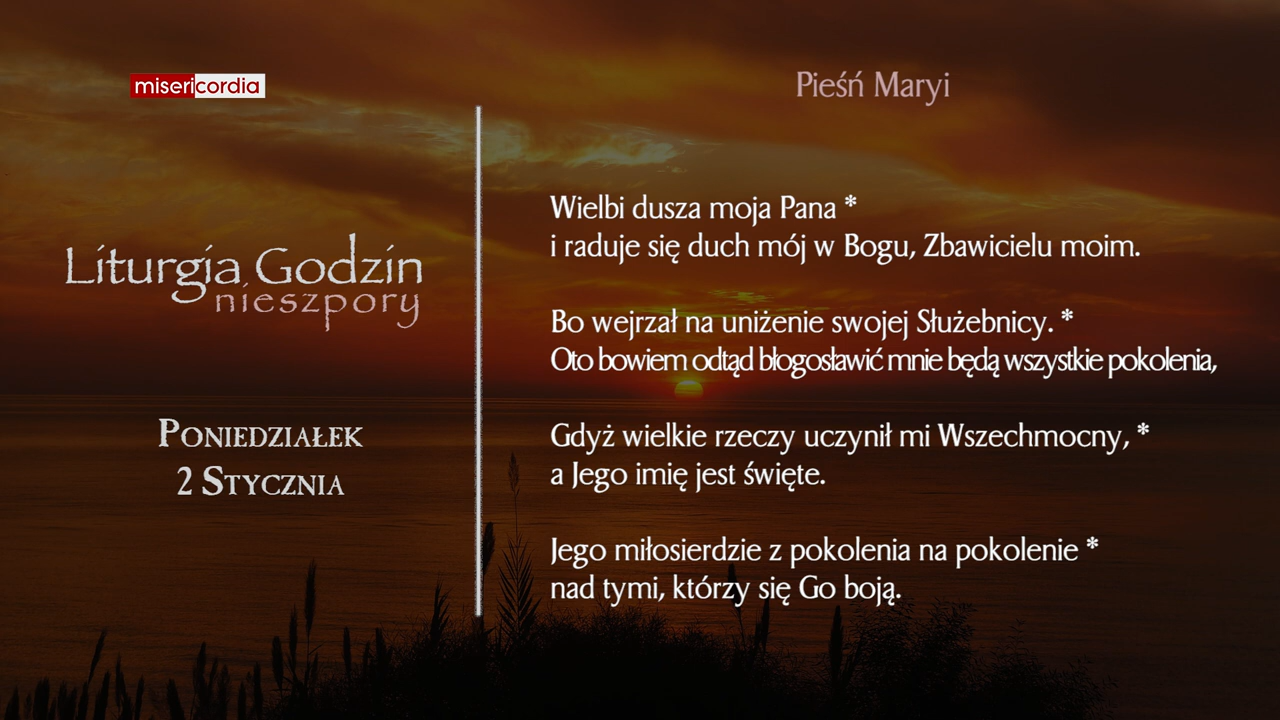 misericordia
Liturgia Godzin
nieszpory
Poniedziałek
2 Stycznia
Pieśń Maryi
Wielbi dusza moja Pana *
i raduje się duch mój w Bogu, Zbawicielu moim.
Bo wejrzał na uniżenie swojej Służebnicy. *
Oto bowiem odtąd błogosławić mnie będą wszystkie pokolenia,
Gdyż wielkie rzeczy uczynił mi Wszechmocny, *
a Jego imię jest święte.
Jego miłosierdzie z pokolenia na pokolenie *
nad tymi, którzy się Go boją.